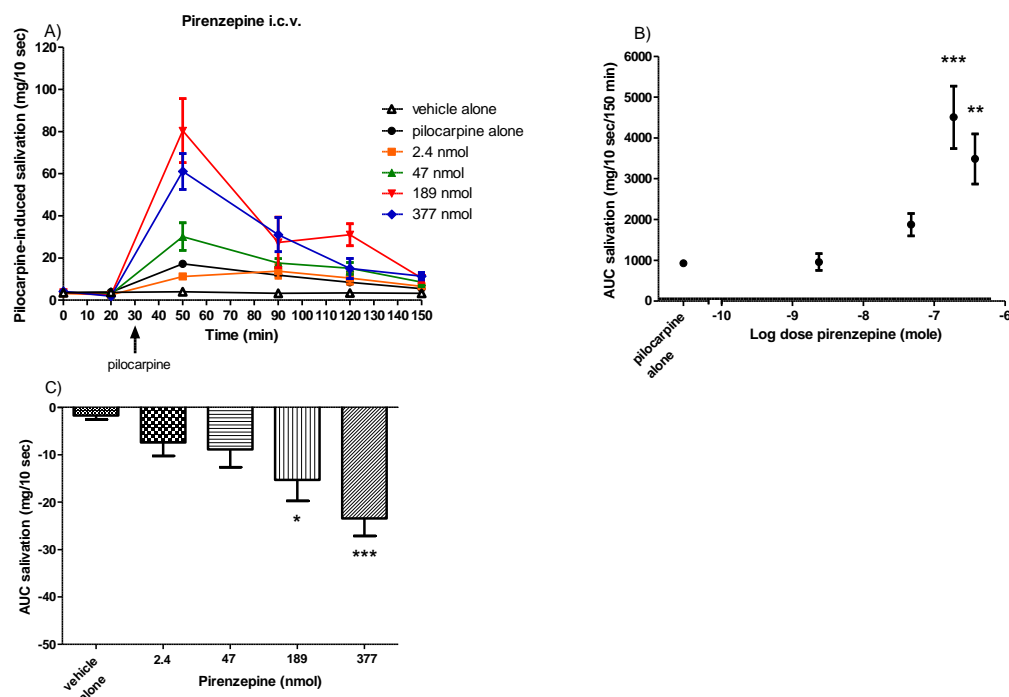 A)
Pirenzepine i.c.v.
Pilocarpine-induced salivation (mg/10 sec)
120
100
80
60
40
20
0
0 10 20 30 40 50 60 70 80 90 100 110 120 130 140 150
Time (min)
pilocarpine
vehicle alone
pilocarpine alone
2.4 nmol
47 nmol
189 nmol
377 nmol
B)
AUC salivation (mg/10 sec/150 min)
6000
5000
4000
3000
2000
1000
0
***
**
pilocarpine
alone
-10 -9 -8 -7 -6
Log dose pirenzepine (mole)
C)
AUC salivation (mg/10 sec)
0
-10
-20
-30
-40
-50
*
***
vehicle
alone
2.4 47 189 377
Pirenzepine (nmol)